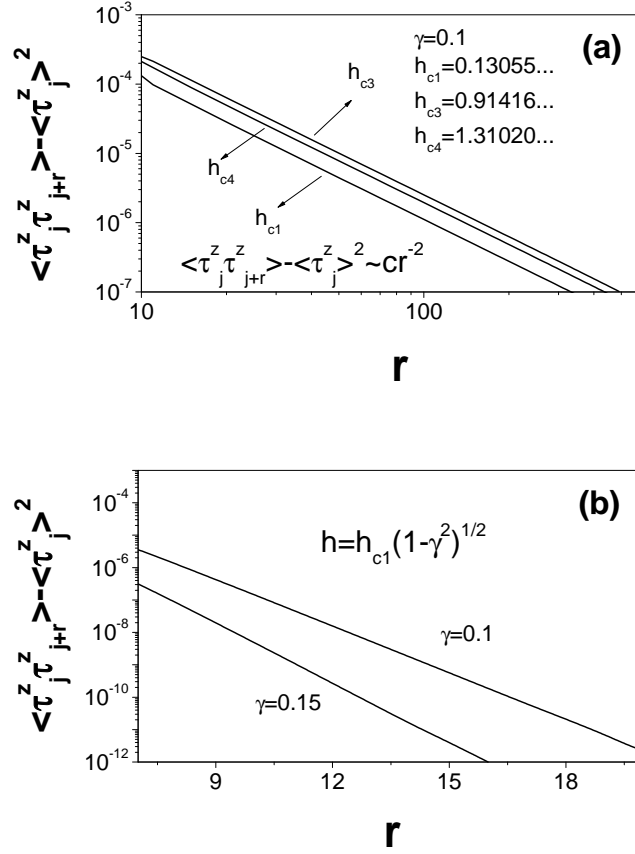 <τ^z_j τ^z_{j+r}>-<τ^z_j>^2
10^-3
10^-4
10^-5
10^-6
10^-7
(a)
γ=0.1
h_c1=0.13055...
h_c3=0.91416...
h_c4=1.31020...
h_c3
h_c4
h_c1
<τ^z_j τ^z_{j+r}>-<τ^z_j>^2~cr^-2
10
100
r
<τ^z_j τ^z_{j+r}>-<τ^z_j>^2
10^-4
10^-6
10^-8
10^-10
10^-12
(b)
h=h_c1(1-γ^2)^1/2
γ=0.1
γ=0.15
9
12
15
18
r